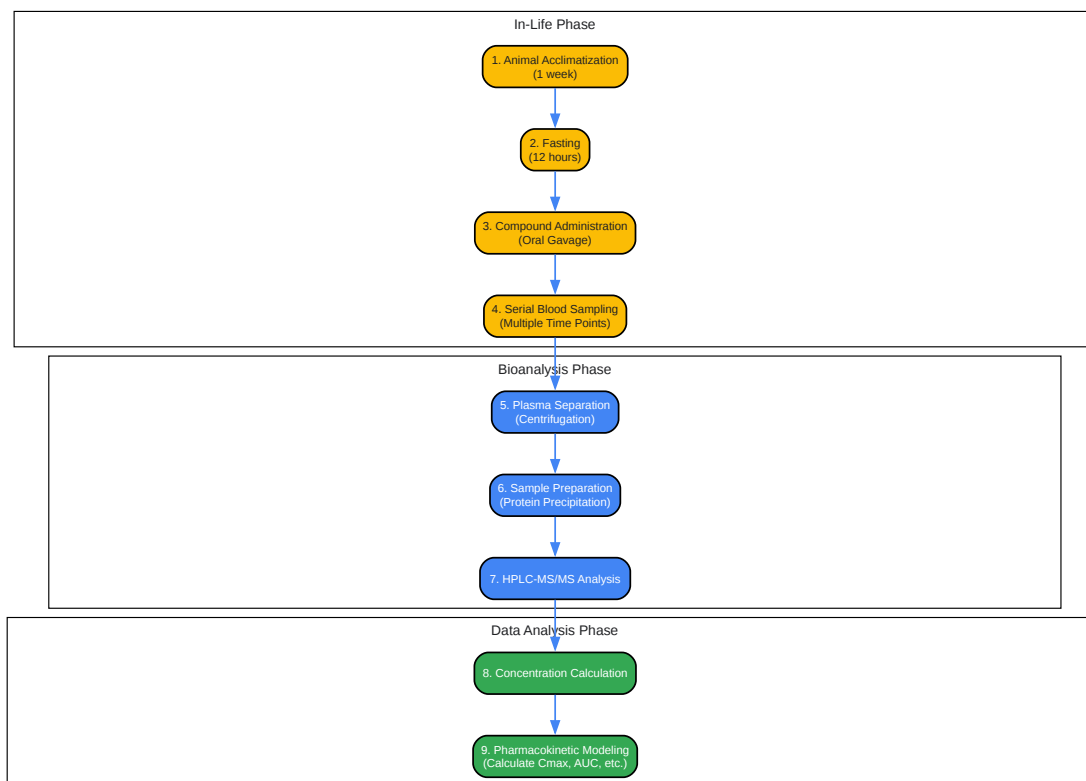 In-Life Phase
1. Animal Acclimatization
(1 week)
2. Fasting
(12 hours)
3. Compound Administration
(Oral Gavage)
4. Serial Blood Sampling
(Multiple Time Points)
Bioanalysis Phase
5. Plasma Separation
(Centrifugation)
6. Sample Preparation
(Protein Precipitation)
7. HPLC-MS/MS Analysis
Data Analysis Phase
8. Concentration Calculation
9. Pharmacokinetic Modeling
(Calculate Cmax, AUC, etc.)